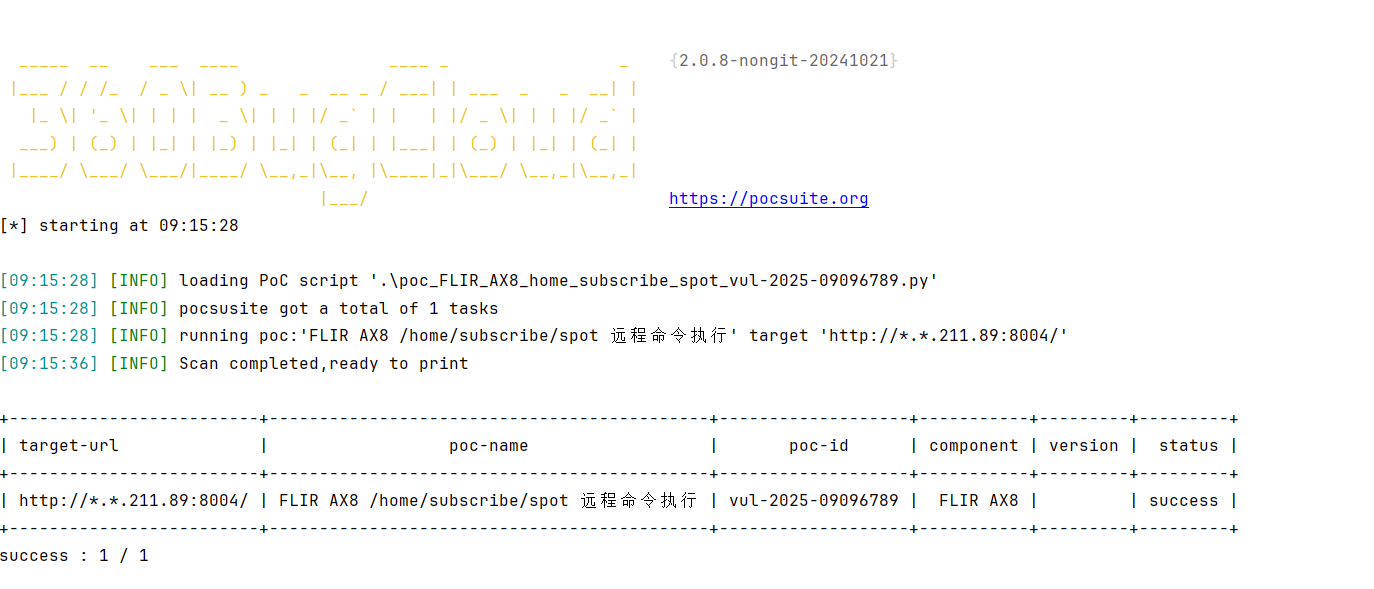 _____  __    ___  ____               ____ _                 _    {2.0.8-nongit-20241021}
|___ / / /_  / _ \| __ ) _   _  __ _ / ___| | ___  _   _  __| |
  |_ \| '_ \| | | |  _ \| | | |/ _` | |   | |/ _ \| | | |/ _` |
 ___) | (_) | |_| | |_) | |_| | (_| | |___| | (_) | |_| | (_| |
|____/ \___/ \___/|____/ \__,_|\__, |\____|_|\___/ \__,_|\__,_|
                               |___/                              https://pocsuite.org
[*] starting at 09:15:28
[09:15:28] [INFO] loading PoC script '.\poc_FLIR_AX8_home_subscribe_spot_vul-2025-09096789.py'
[09:15:28] [INFO] pocsusite got a total of 1 tasks
[09:15:28] [INFO] running poc:'FLIR AX8 /home/subscribe/spot 远程命令执行' target 'http://*.*.211.89:8004/'
[09:15:36] [INFO] Scan completed,ready to print
+-------------------------+--------------------------------------------+-------------------+-----------+---------+---------+
| target-url | poc-name | poc-id | component | version | status |
+-------------------------+--------------------------------------------+-------------------+-----------+---------+---------+
| http://*.*.211.89:8004/ | FLIR AX8 /home/subscribe/spot 远程命令执行 | vul-2025-09096789 | FLIR AX8 | | success |
+-------------------------+--------------------------------------------+-------------------+-----------+---------+---------+
success : 1 / 1